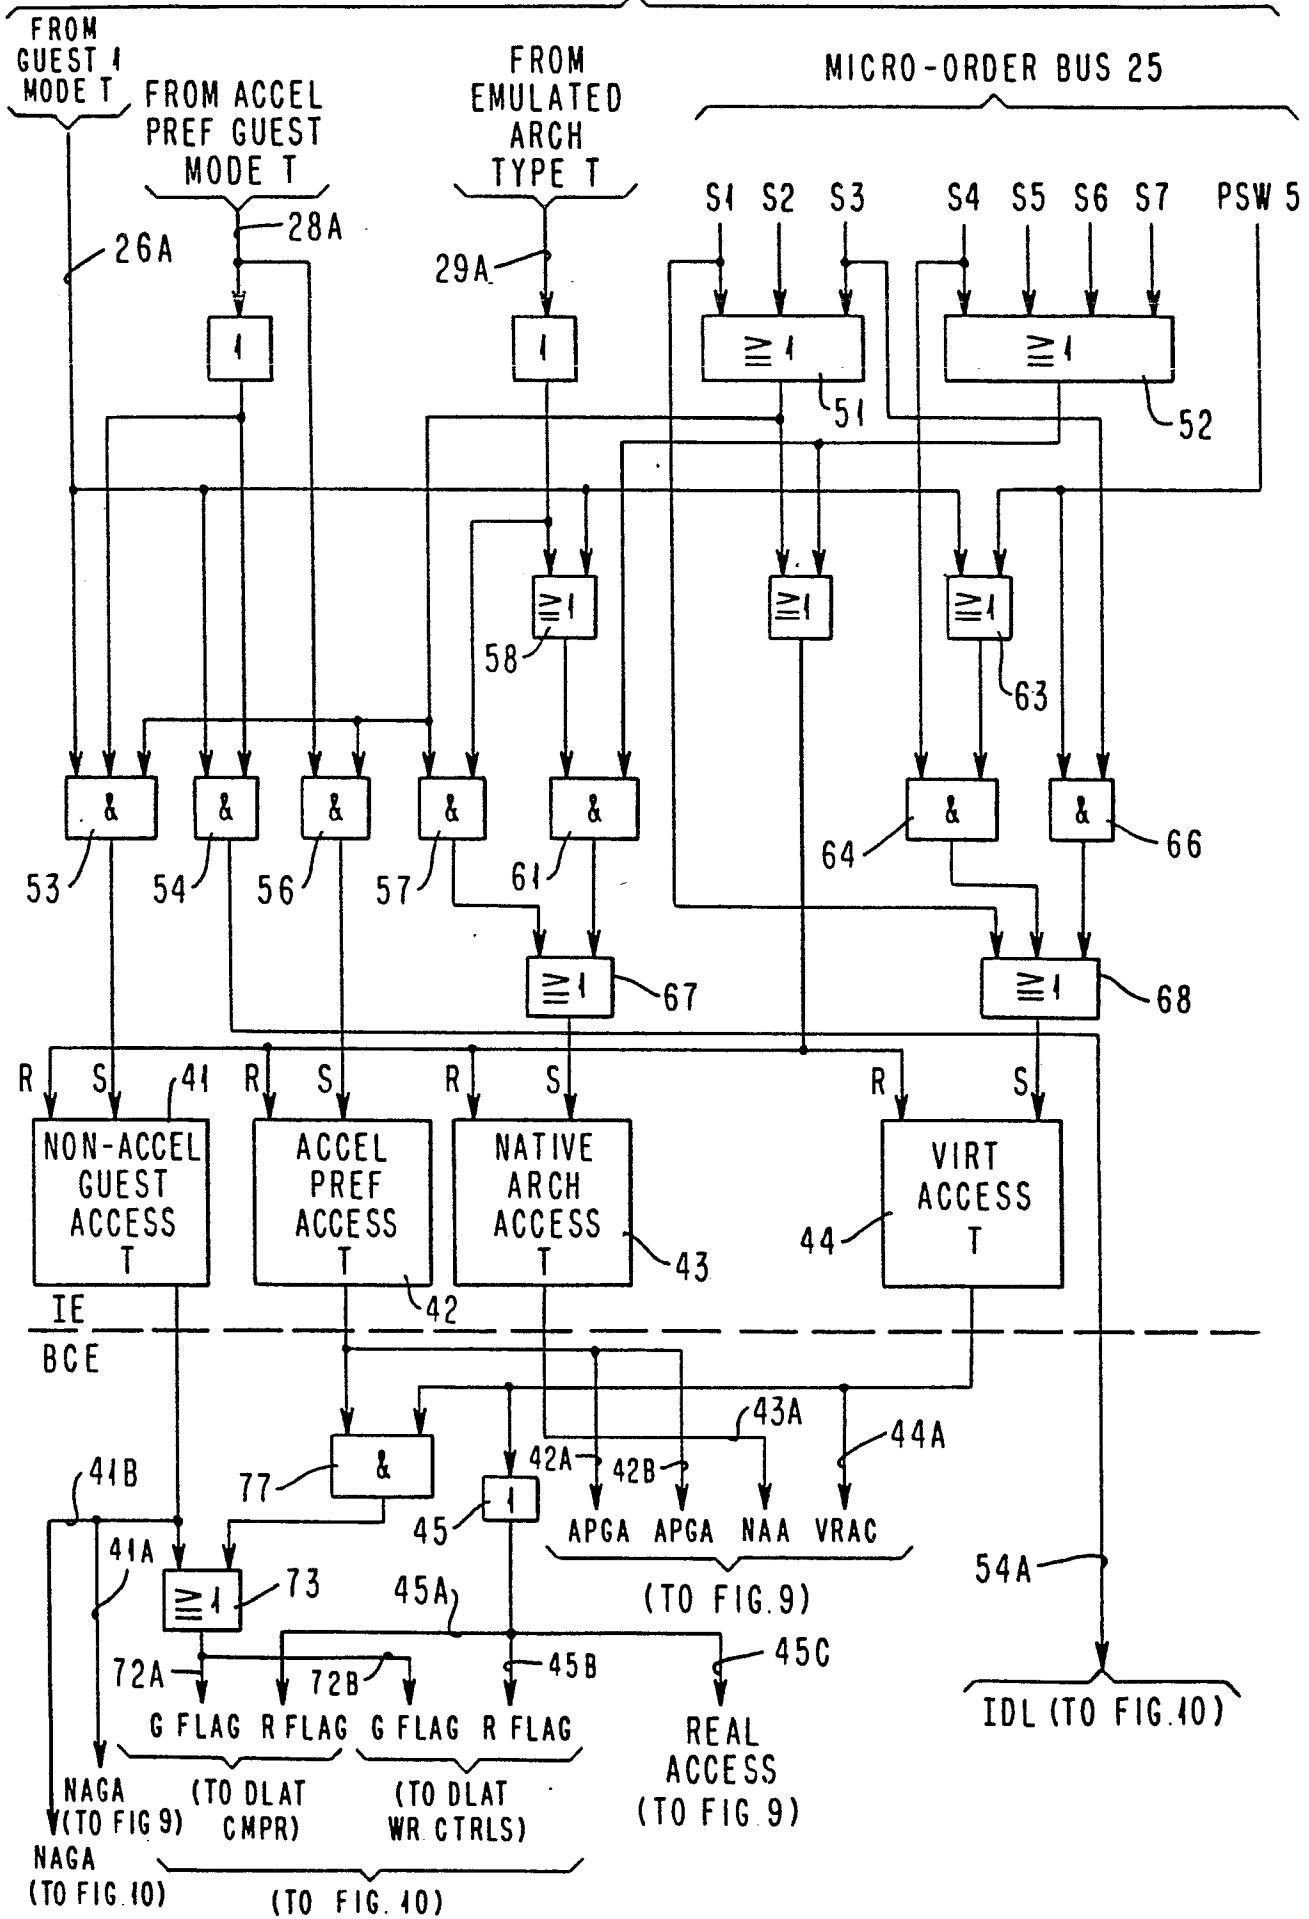 FROM
GUEST 1
MODE T
FROM ACCEL
PREF GUEST
MODE T
FROM
EMULATED
ARCH
TYPE T
MICRO-ORDER BUS 25
S1 S2 S3 S4 S5 S6 S7 PSW 5
26A
28A
29A
1
1
≧ 1
≧ 1
51
52
≧ 1
≧ 1
≧ 1
58
63
& & & & & & &
53 54 56 57 61 64 66
≧ 1
67
≧ 1
68
R S 41 R S R S R S
NON-ACCEL
GUEST
ACCESS
T
ACCEL
PREF
ACCESS
T
42
NATIVE
ARCH
ACCESS
T
43
VIRT
ACCESS
T
44
IE
BCE
&
77
1
45
43A
44A
42A
42B
41B
41A
APGA APGA NAA VRAC
(TO FIG. 9)
54A
≧ 1
73
45A
72A
72B
45B
45C
G FLAG R FLAG G FLAG R FLAG
REAL
ACCESS
(TO FIG. 9)
IDL (TO FIG. 10)
NAGA
(TO FIG 9)
(TO DLAT
CMPR)
(TO DLAT
WR. CTRLS)
NAGA
(TO FIG. 10)
(TO FIG. 10)